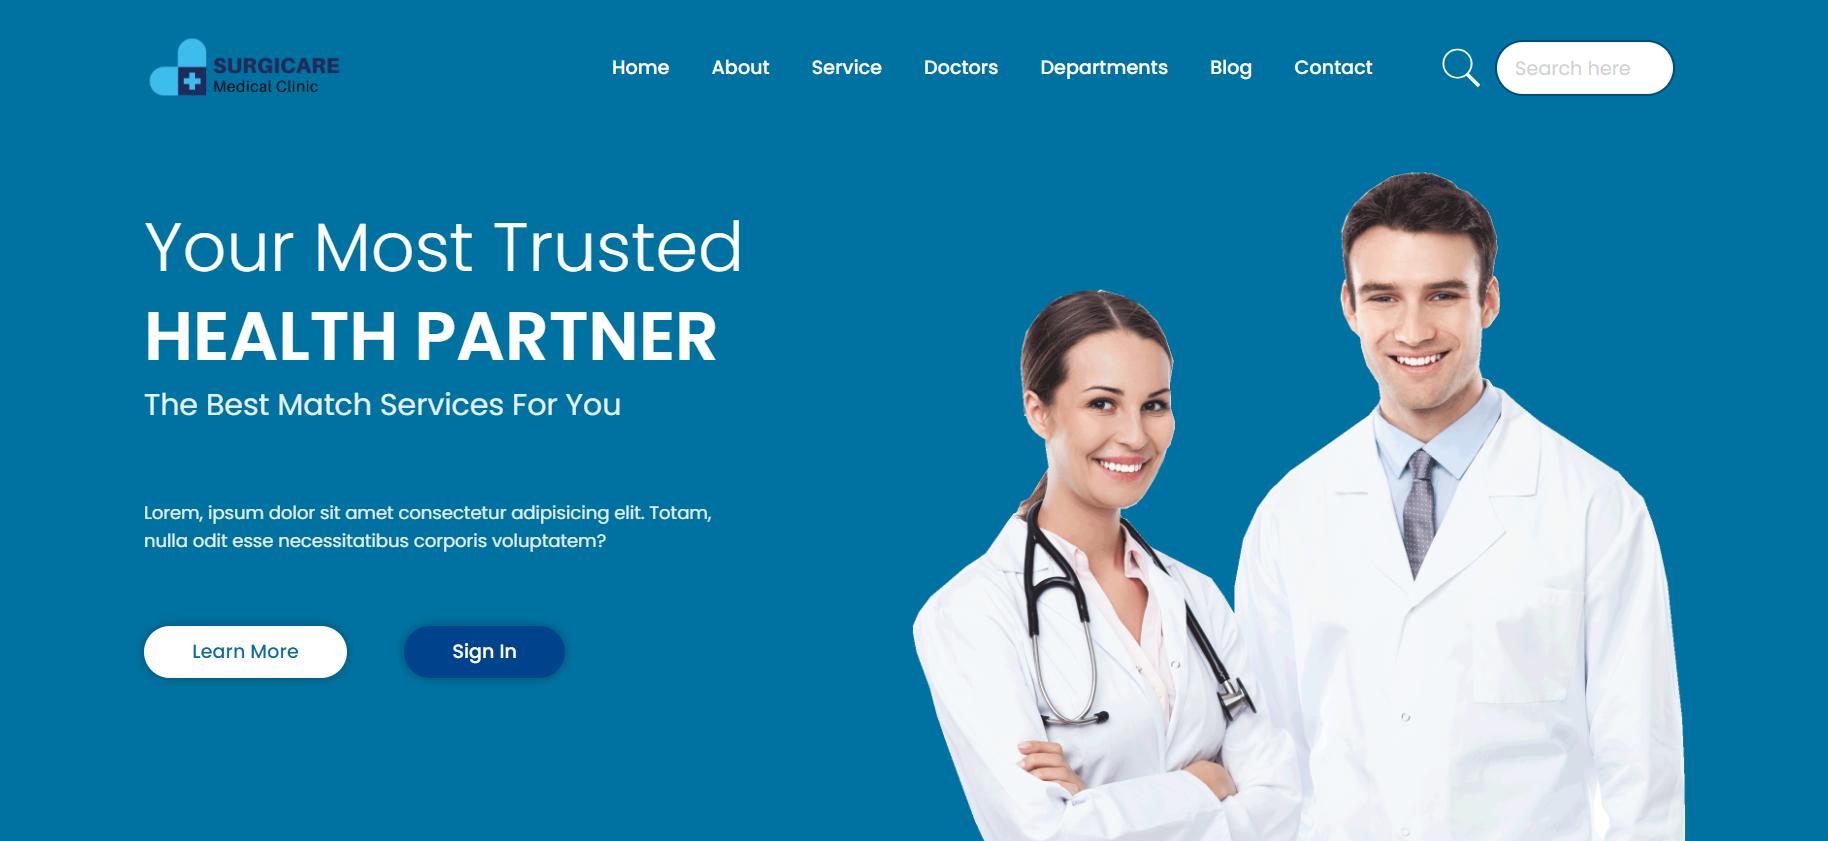 SURGICARE
Medical Clinic
Home About Service Doctors Departments Blog Contact
Search here
Your Most Trusted
HEALTH PARTNER
The Best Match Services For You
Lorem, ipsum dolor sit amet consectetur adipisicing elit. Totam,
nulla odit esse necessitatibus corporis voluptatem?
Learn More
Sign In